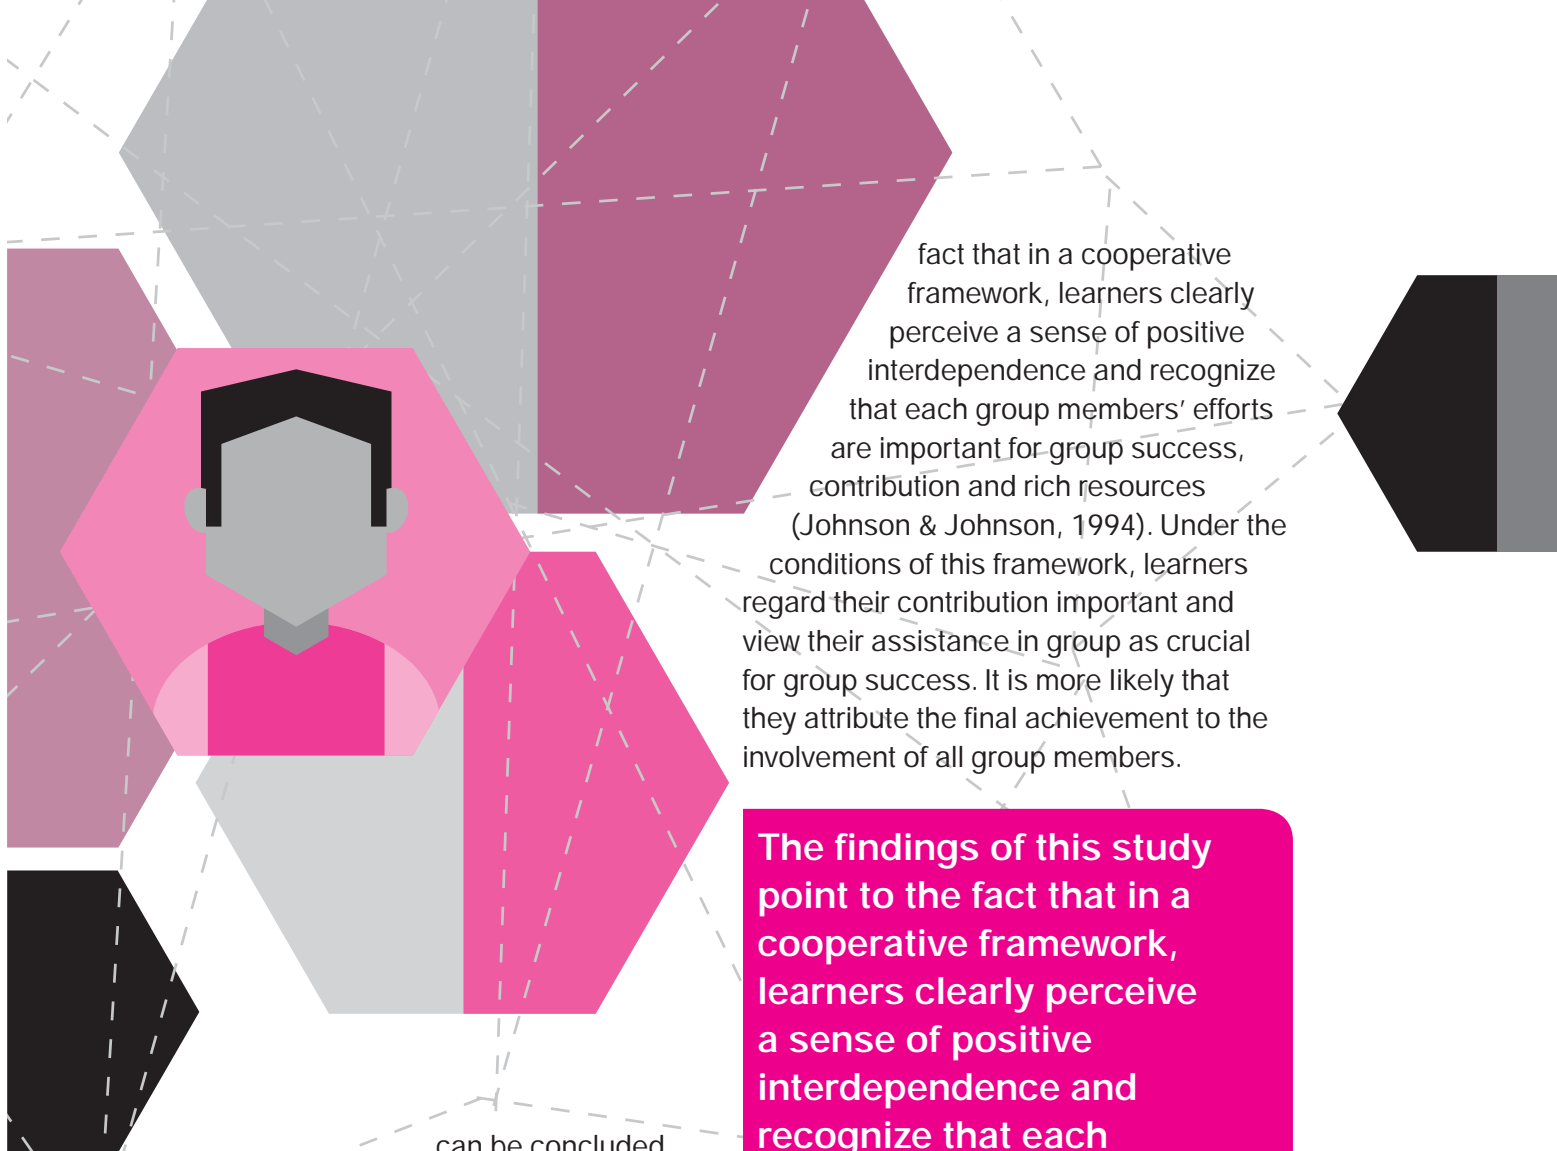 fact that in a cooperative
framework, learners clearly
perceive a sense of positive
interdependence and recognize
that each group members’ efforts
are important for group success,
contribution and rich resources
(Johnson & Johnson, 1994). Under the
conditions of this framework, learners
regard their contribution important and
view their assistance in group as crucial
for group success. It is more likely that
they attribute the final achievement to the
involvement of all group members.
The findings of this study
point to the fact that in a
cooperative framework,
learners clearly perceive
a sense of positive
interdependence and
recognize that each
can be concluded